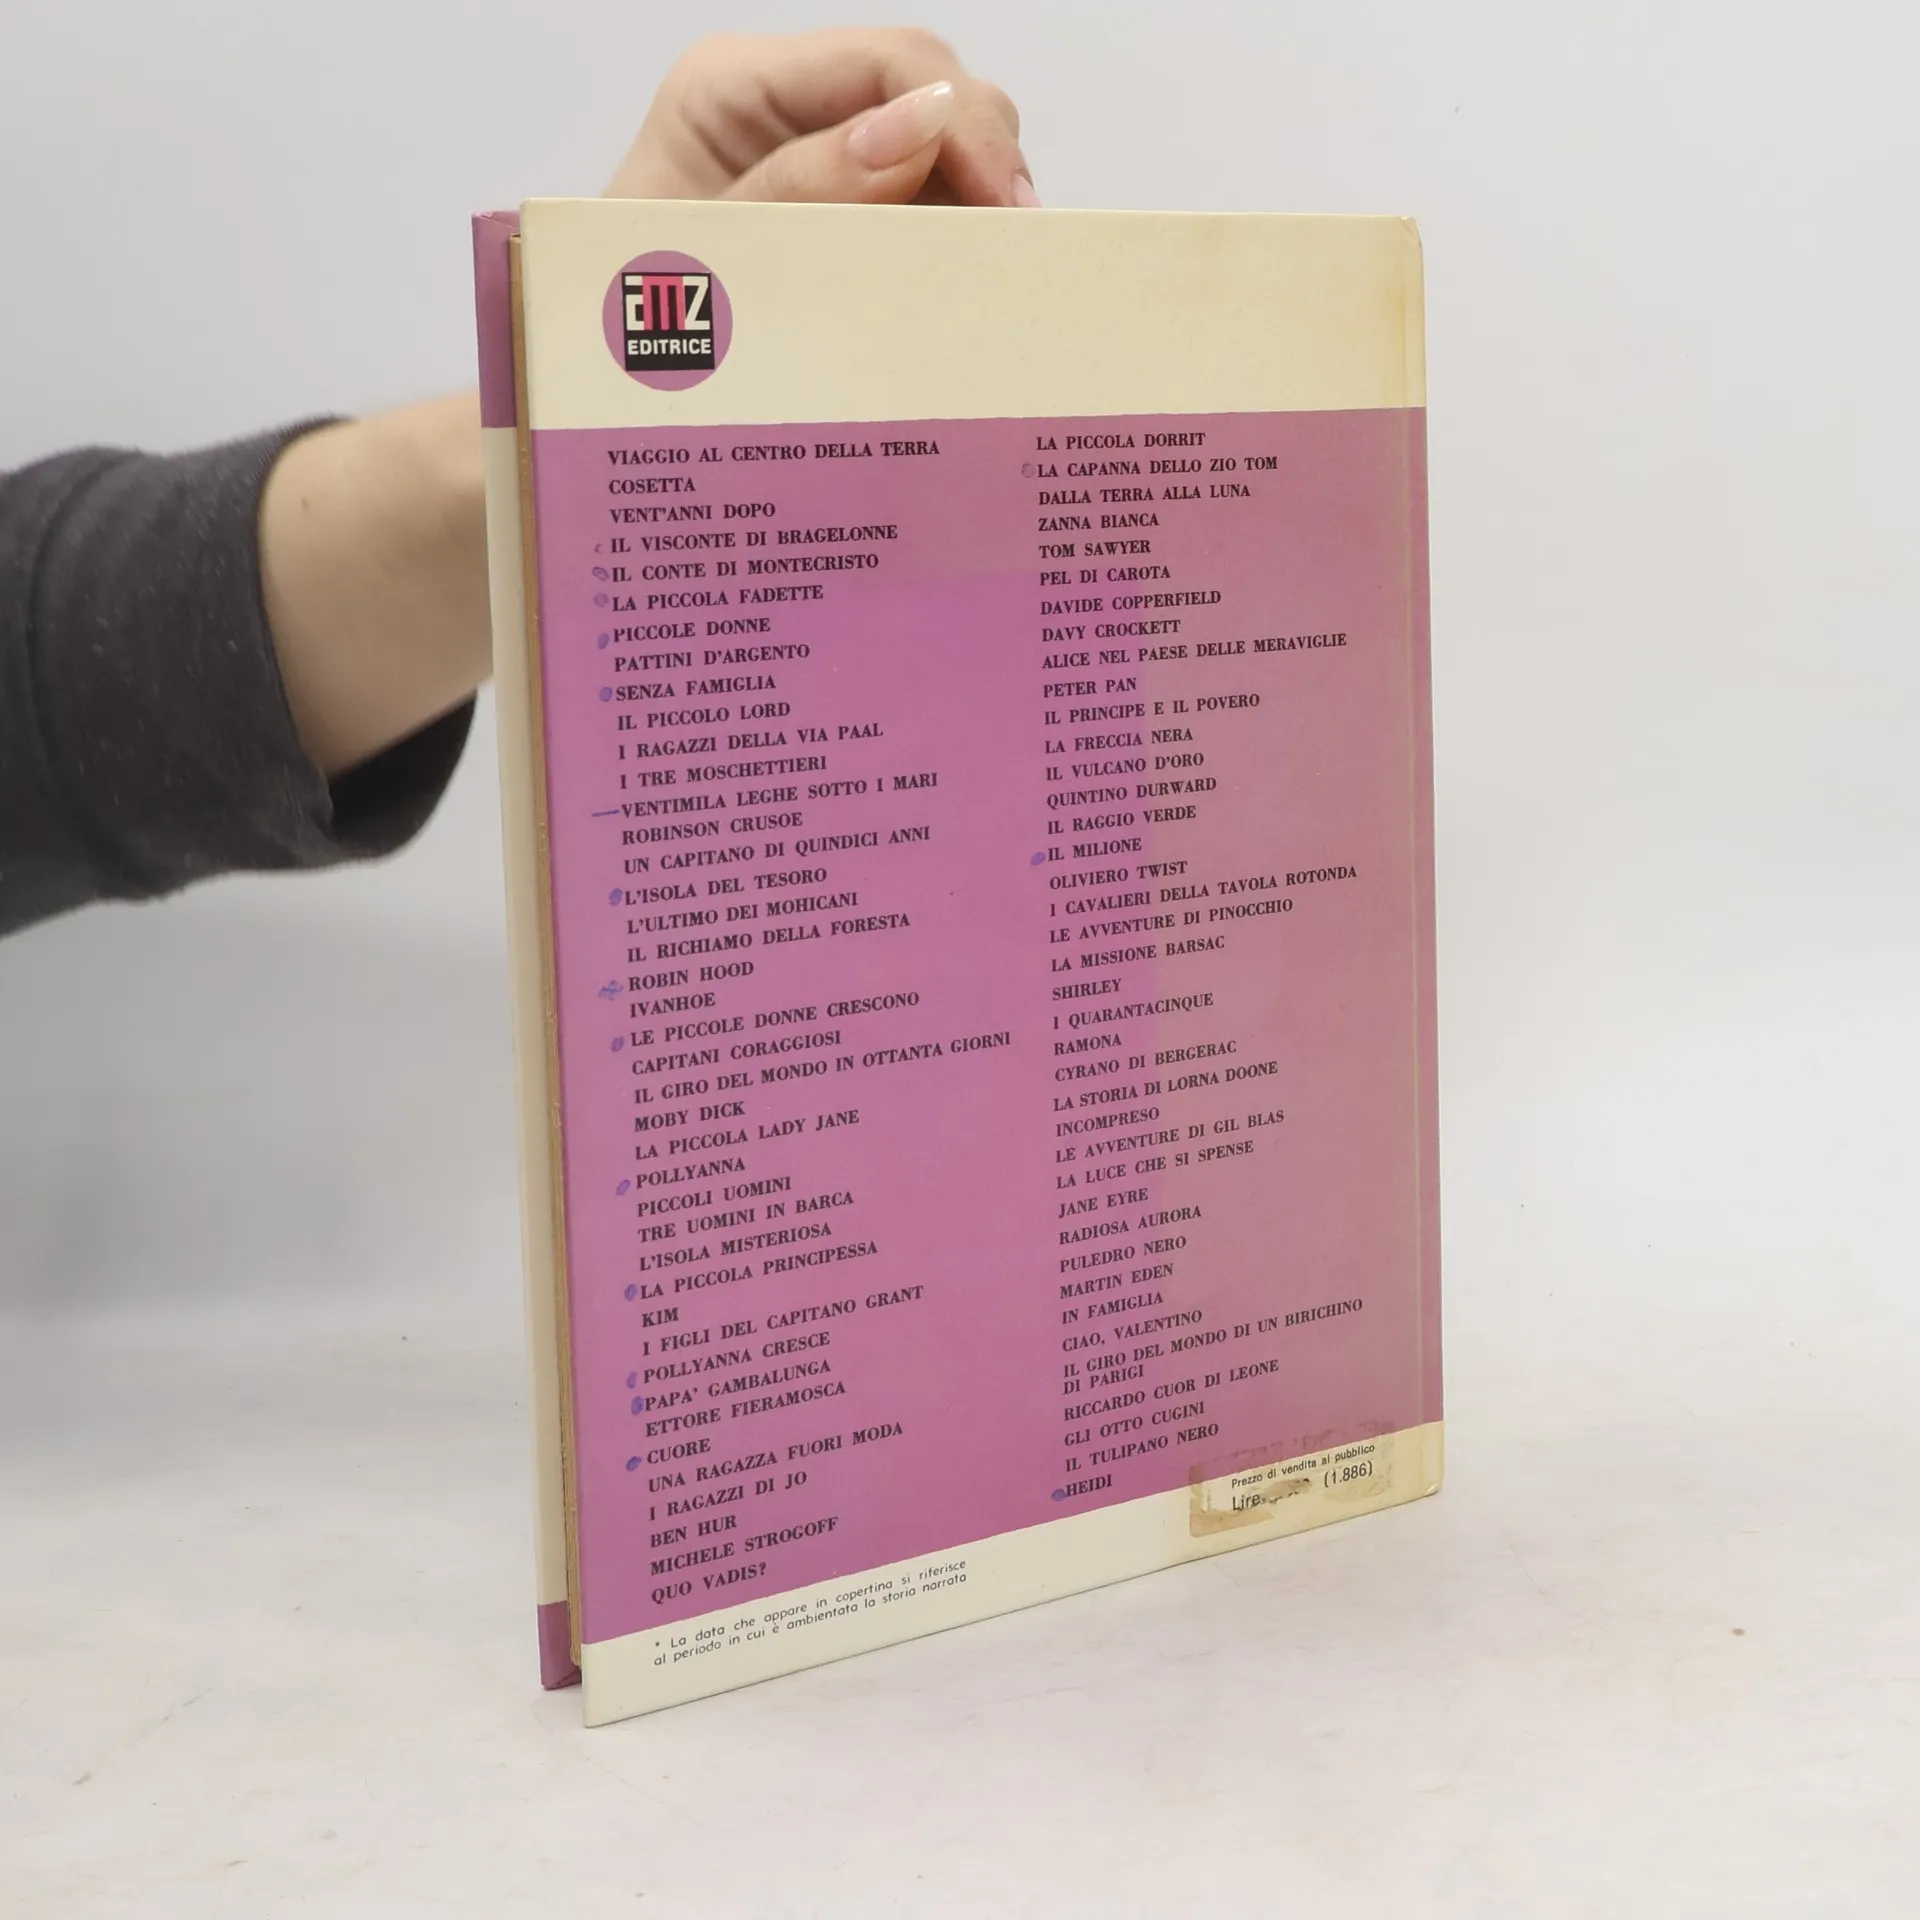 amz
EDITRICE
VIAGGIO AL CENTRO DELLA TERRA
COSETTA
VENT'ANNI DOPO
IL VISCONTE DI BRAGELONNE
IL CONTE DI MONTECRISTO
LA PICCOLA FADETTE
PICCOLE DONNE
PATTINI D'ARGENTO
SENZA FAMIGLIA
IL PICCOLO LORD
I RAGAZZI DELLA VIA PAAL
I TRE MOSCHETTIERI
VENTIMILA LEGHE SOTTO I MARI
ROBINSON CRUSOE
UN CAPITANO DI QUINDICI ANNI
L'ISOLA DEL TESORO
L'ULTIMO DEI MOHICANI
IL RICHIAMO DELLA FORESTA
ROBIN HOOD
IVANHOE
LE PICCOLE DONNE CRESCONO
CAPITANI CORAGGIOSI
IL GIRO DEL MONDO IN OTTANTA GIORNI
MOBY DICK
LA PICCOLA LADY JANE
POLLYANNA
PICCOLI UOMINI
TRE UOMINI IN BARCA
L'ISOLA MISTERIOSA
LA PICCOLA PRINCIPESSA
KIM
I FIGLI DEL CAPITANO GRANT
POLLYANNA CRESCE
PAPA' GAMBALUNGA
ETTORE FIERAMOSCA
CUORE
UNA RAGAZZA FUORI MODA
I RAGAZZI DI JO
BEN HUR
MICHELE STROGOFF
QUO VADIS?
LA PICCOLA DORRIT
LA CAPANNA DELLO ZIO TOM
DALLA TERRA ALLA LUNA
ZANNA BIANCA
TOM SAWYER
PEL DI CAROTA
DAVIDE COPPERFIELD
DAVY CROCKETT
ALICE NEL PAESE DELLE MERAVIGLIE
PETER PAN
IL PRINCIPE E IL POVERO
LA FRECCIA NERA
IL VULCANO D'ORO
QUINTINO DURWARD
IL RAGGIO VERDE
IL MILIONE
OLIVIERO TWIST
I CAVALIERI DELLA TAVOLA ROTONDA
LE AVVENTURE DI PINOCCHIO
LA MISSIONE BARSAC
SHIRLEY
I QUARANTACINQUE
RAMONA
CYRANO DI BERGERAC
LA STORIA DI LORNA DOONE
INCOMPRESO
LE AVVENTURE DI GIL BLAS
LA LUCE CHE SI SPENSE
JANE EYRE
RADIOSA AURORA
PULEDRO NERO
MARTIN EDEN
IN FAMIGLIA
CIAO, VALENTINO
IL GIRO DEL MONDO DI UN BIRICHINO
DI PARIGI
RICCARDO CUOR DI LEONE
GLI OTTO CUGINI
IL TULIPANO NERO
HEIDI
Prezzo di vendita al pubblico
Lire (1.886)
* La data che appare in copertina si riferisce
al periodo in cui è ambientata la storia narrata